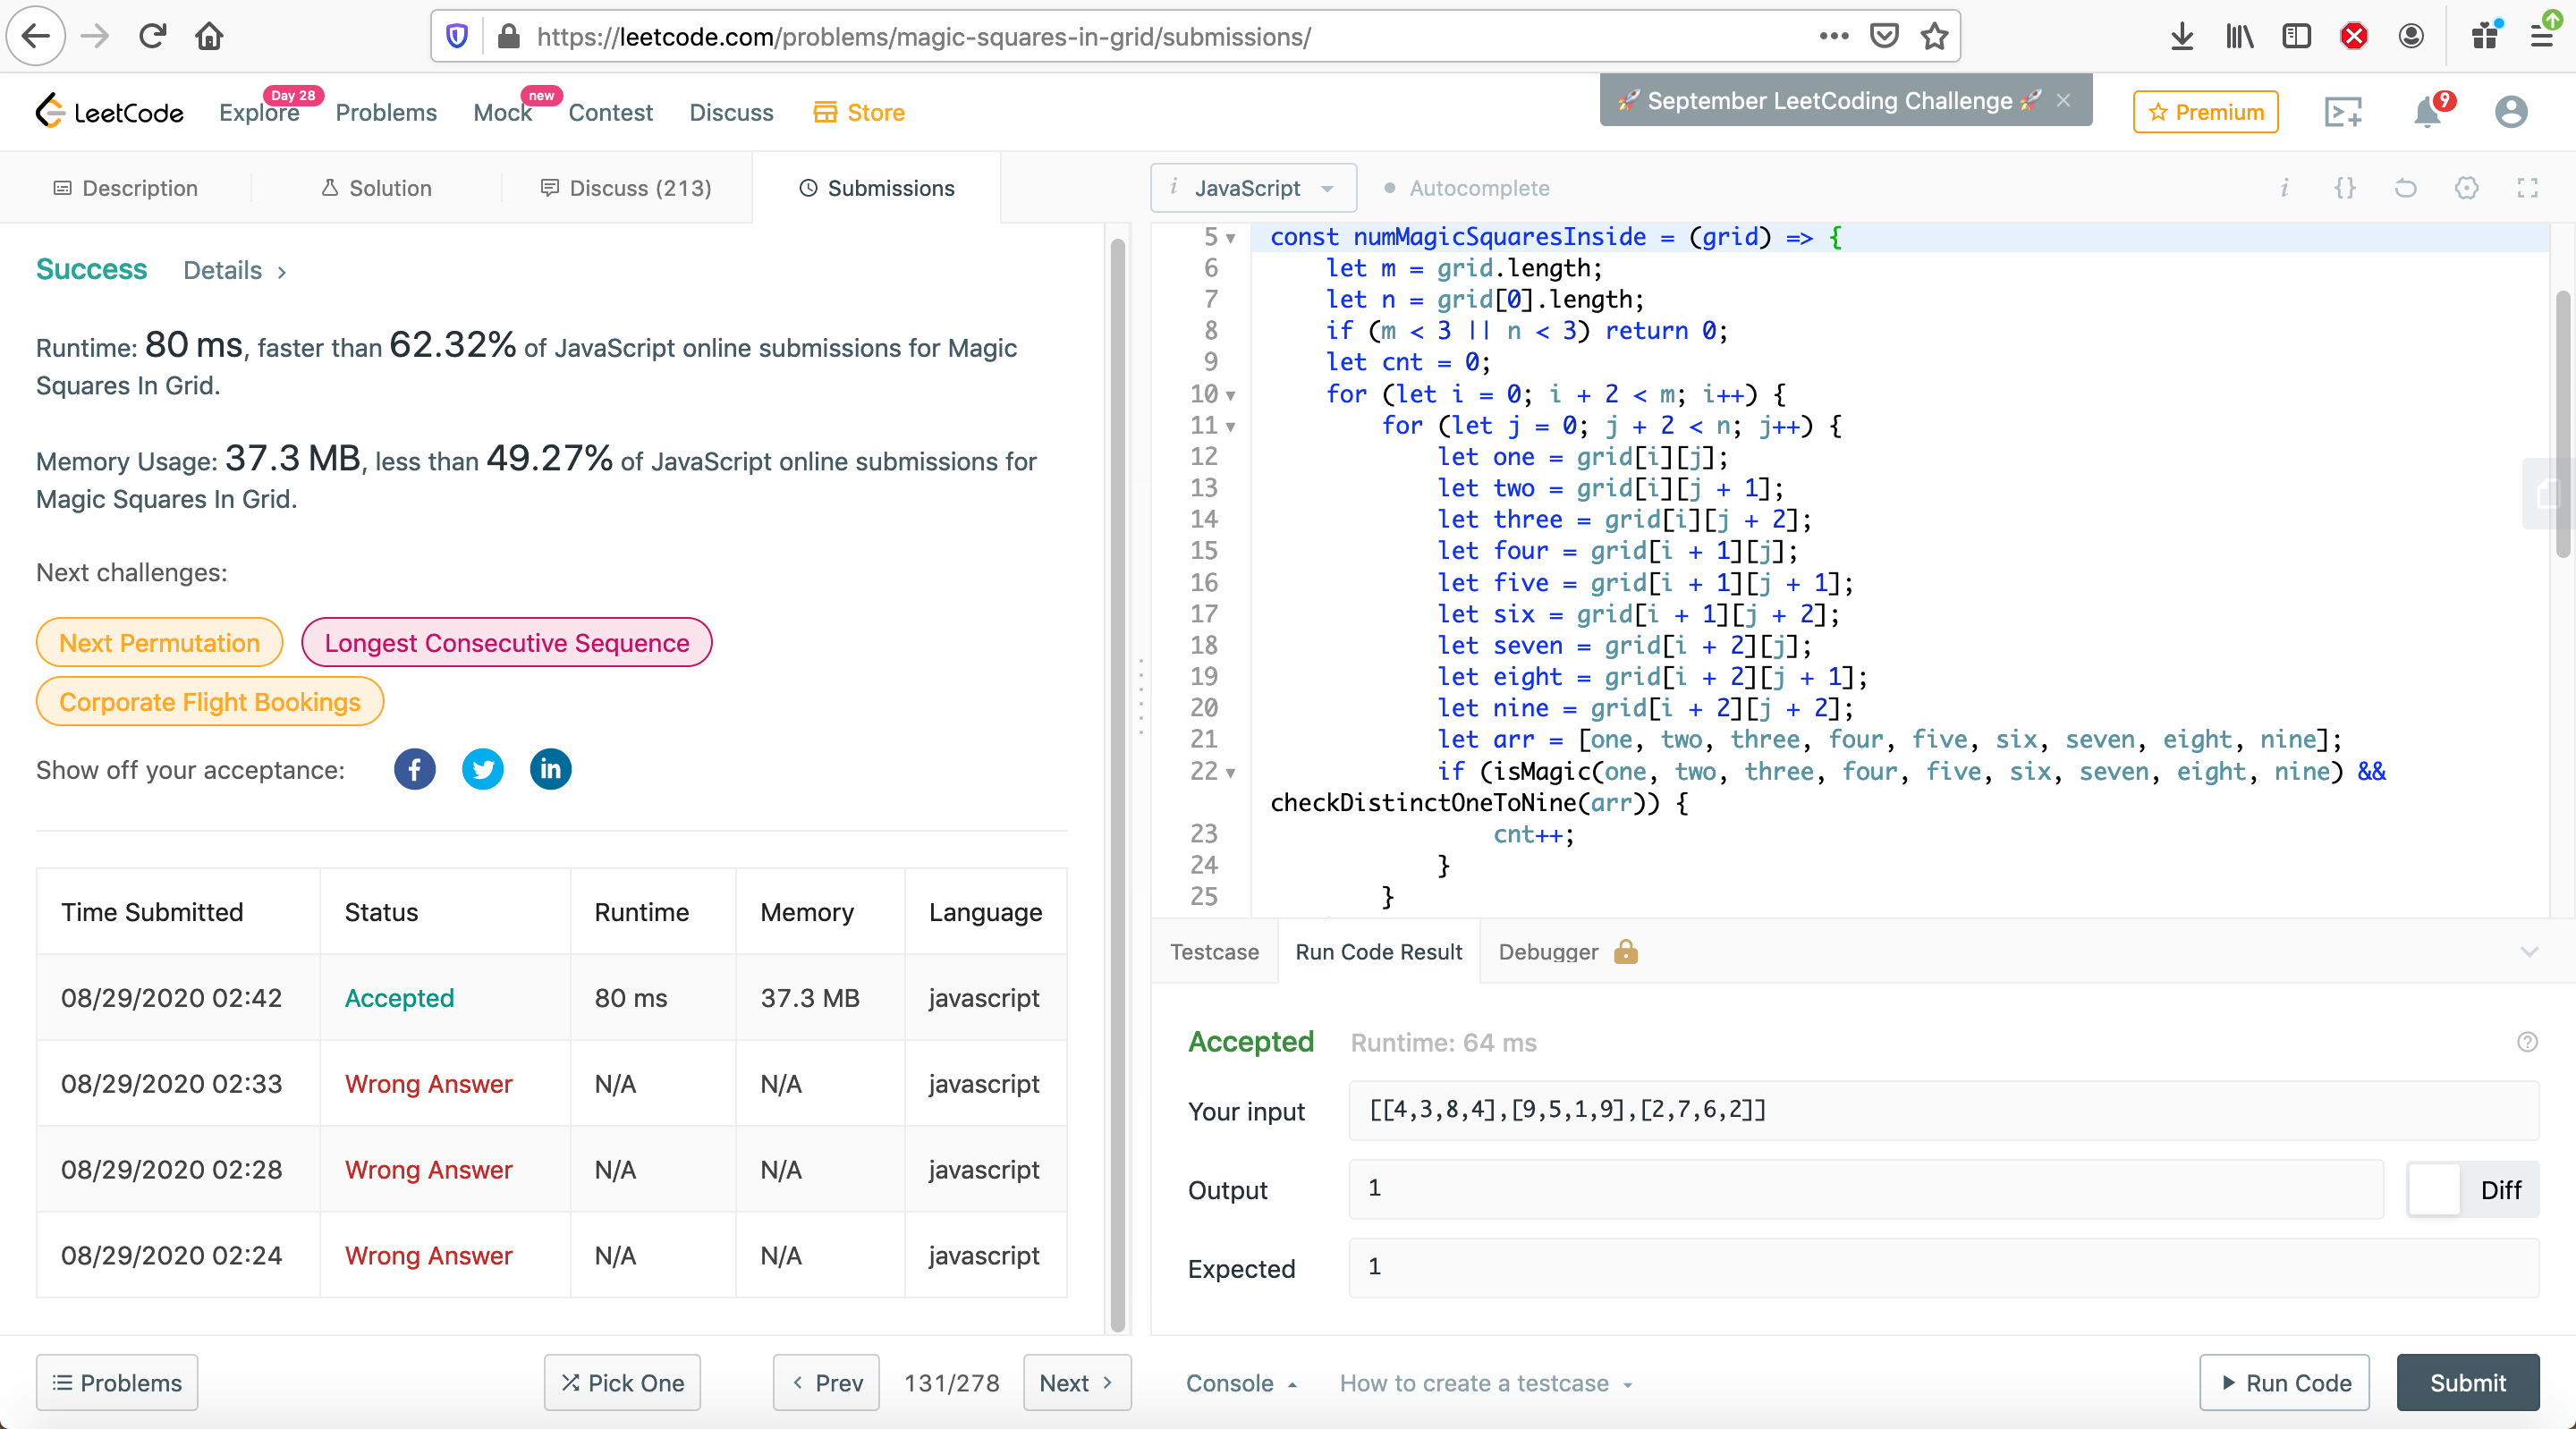 https://leetcode.com/problems/magic-squares-in-grid/submissions/
LeetCode
Explore
Day 28
Problems
Mock
new
Contest
Discuss
Store
🚀 September LeetCoding Challenge 🚀 ×
Premium
9
Description
Solution
Discuss (213)
Submissions
Success Details >
Runtime: 80 ms, faster than 62.32% of JavaScript online submissions for Magic
Squares In Grid.
Memory Usage: 37.3 MB, less than 49.27% of JavaScript online submissions for
Magic Squares In Grid.
Next challenges:
Next Permutation
Longest Consecutive Sequence
Corporate Flight Bookings
Show off your acceptance:
Time Submitted Status Runtime Memory Language
08/29/2020 02:42 Accepted 80 ms 37.3 MB javascript
08/29/2020 02:33 Wrong Answer N/A N/A javascript
08/29/2020 02:28 Wrong Answer N/A N/A javascript
08/29/2020 02:24 Wrong Answer N/A N/A javascript
Problems
Pick One
< Prev
131/278
Next >
i JavaScript
Autocomplete
i {}
5 const numMagicSquaresInside = (grid) => {
6 let m = grid.length;
7 let n = grid[0].length;
8 if (m < 3 || n < 3) return 0;
9 let cnt = 0;
10 for (let i = 0; i + 2 < m; i++) {
11 for (let j = 0; j + 2 < n; j++) {
12 let one = grid[i][j];
13 let two = grid[i][j + 1];
14 let three = grid[i][j + 2];
15 let four = grid[i + 1][j];
16 let five = grid[i + 1][j + 1];
17 let six = grid[i + 1][j + 2];
18 let seven = grid[i + 2][j];
19 let eight = grid[i + 2][j + 1];
20 let nine = grid[i + 2][j + 2];
21 let arr = [one, two, three, four, five, six, seven, eight, nine];
22 if (isMagic(one, two, three, four, five, six, seven, eight, nine) &&
checkDistinctOneToNine(arr)) {
23 cnt++;
24 }
25 }
Testcase
Run Code Result
Debugger
Accepted Runtime: 64 ms
Your input [[4,3,8,4],[9,5,1,9],[2,7,6,2]]
Output 1
Diff
Expected 1
Console
How to create a testcase
Run Code
Submit